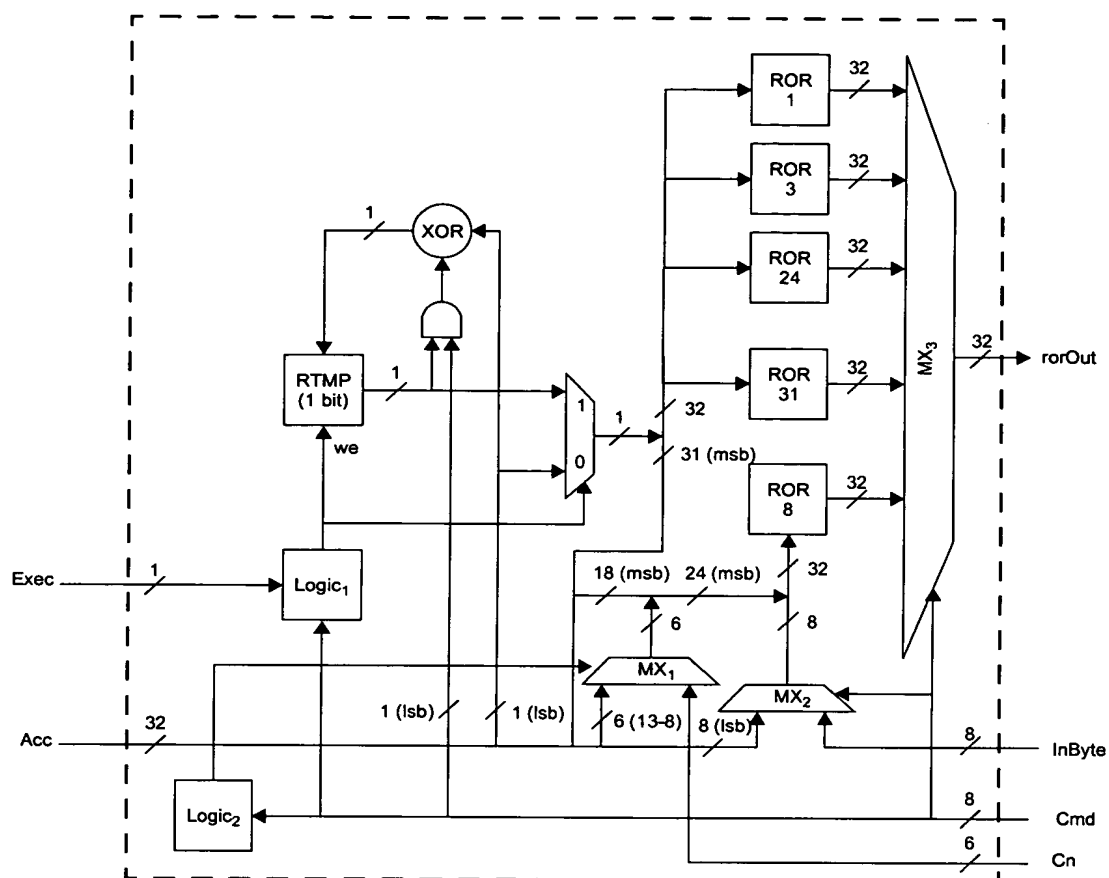 ROR
1
32
ROR
3
32
1
XOR
ROR
24
32
MX3
32
rorOut
RTMP
(1 bit)
1
1
0
1
ROR
31
32
32
we
31 (msb)
ROR
8
32
Exec
1
Logic1
18 (msb)
24 (msb)
32
6
8
MX1
MX2
1 (lsb)
1 (lsb)
6 (13–8)
8 (lsb)
Acc
32
8
InByte
Logic2
8
Cmd
6
Cn